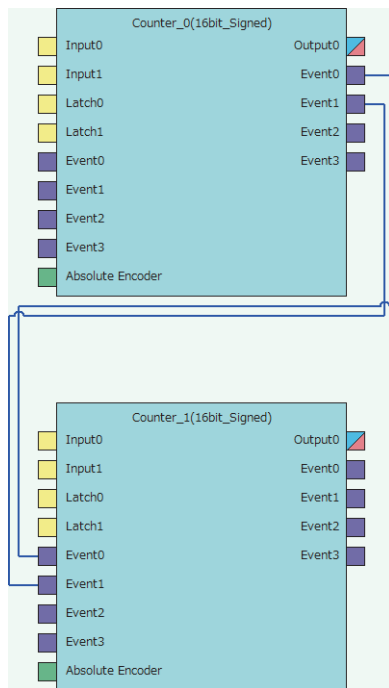 Counter_0(16bit_Signed)
Input0 Output0
Input1 Event0
Latch0 Event1
Latch1 Event2
Event0 Event3
Event1
Event2
Event3
Absolute Encoder
Counter_1(16bit_Signed)
Input0 Output0
Input1 Event0
Latch0 Event1
Latch1 Event2
Event0 Event3
Event1
Event2
Event3
Absolute Encoder